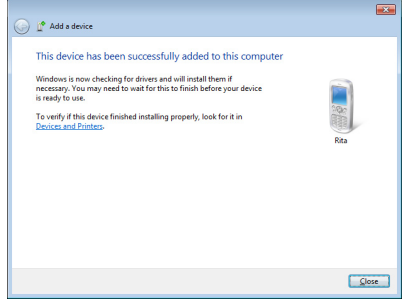 Add a device
This device has been successfully added to this computer
Windows is now checking for drivers and will install them if
necessary. You may need to wait for this to finish before your device
is ready to use.
To verify if this device finished installing properly, look for it in
Devices and Printers.
Rita
Close